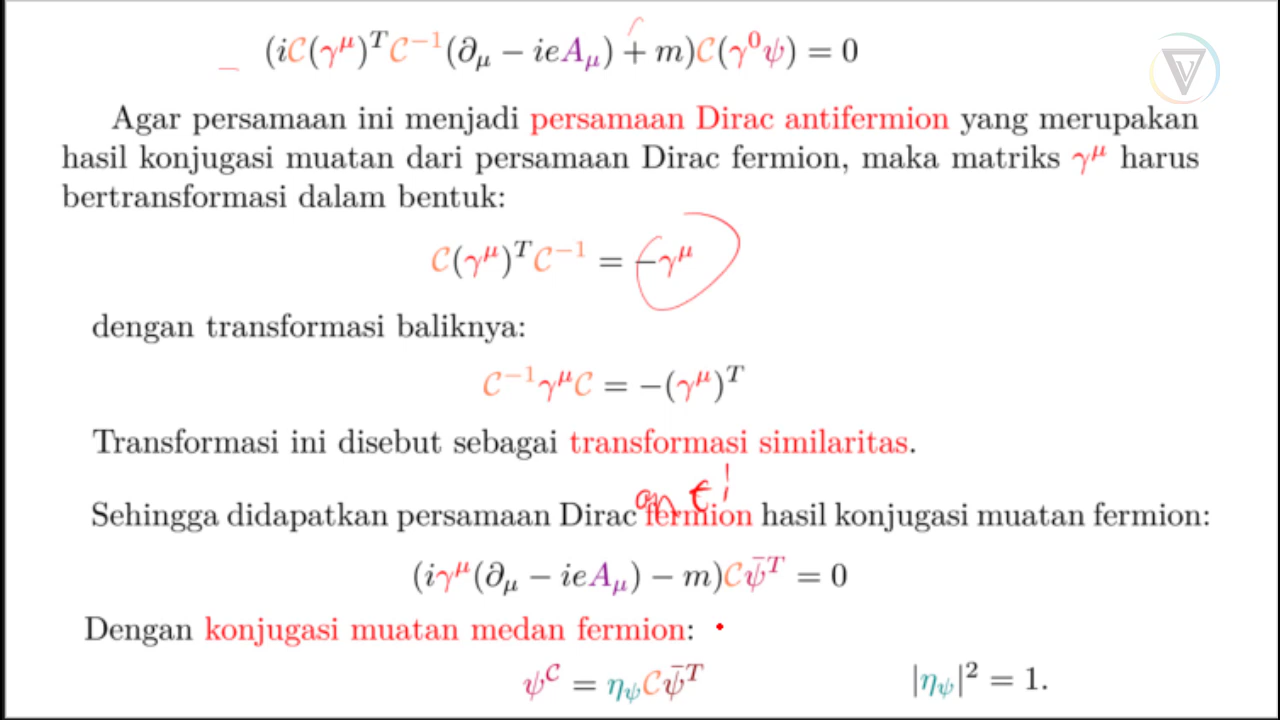 (i𝒞(γ^μ)^T 𝒞^{-1}(∂_μ − ieA_μ) + m)𝒞(γ^0ψ) = 0
Agar persamaan ini menjadi persamaan Dirac antifermion yang merupakan
hasil konjugasi muatan dari persamaan Dirac fermion, maka matriks γ^μ harus
bertransformasi dalam bentuk:
𝒞(γ^μ)^T 𝒞^{-1} = −γ^μ
dengan transformasi baliknya:
𝒞^{-1}γ^μ𝒞 = −(γ^μ)^T
Transformasi ini disebut sebagai transformasi similaritas.
anti
Sehingga didapatkan persamaan Dirac fermion hasil konjugasi muatan fermion:
(iγ^μ(∂_μ − ieA_μ) − m)𝒞ψ̄^T = 0
Dengan konjugasi muatan medan fermion:
ψ^𝒞 = η_ψ𝒞ψ̄^T |η_ψ|^2 = 1.